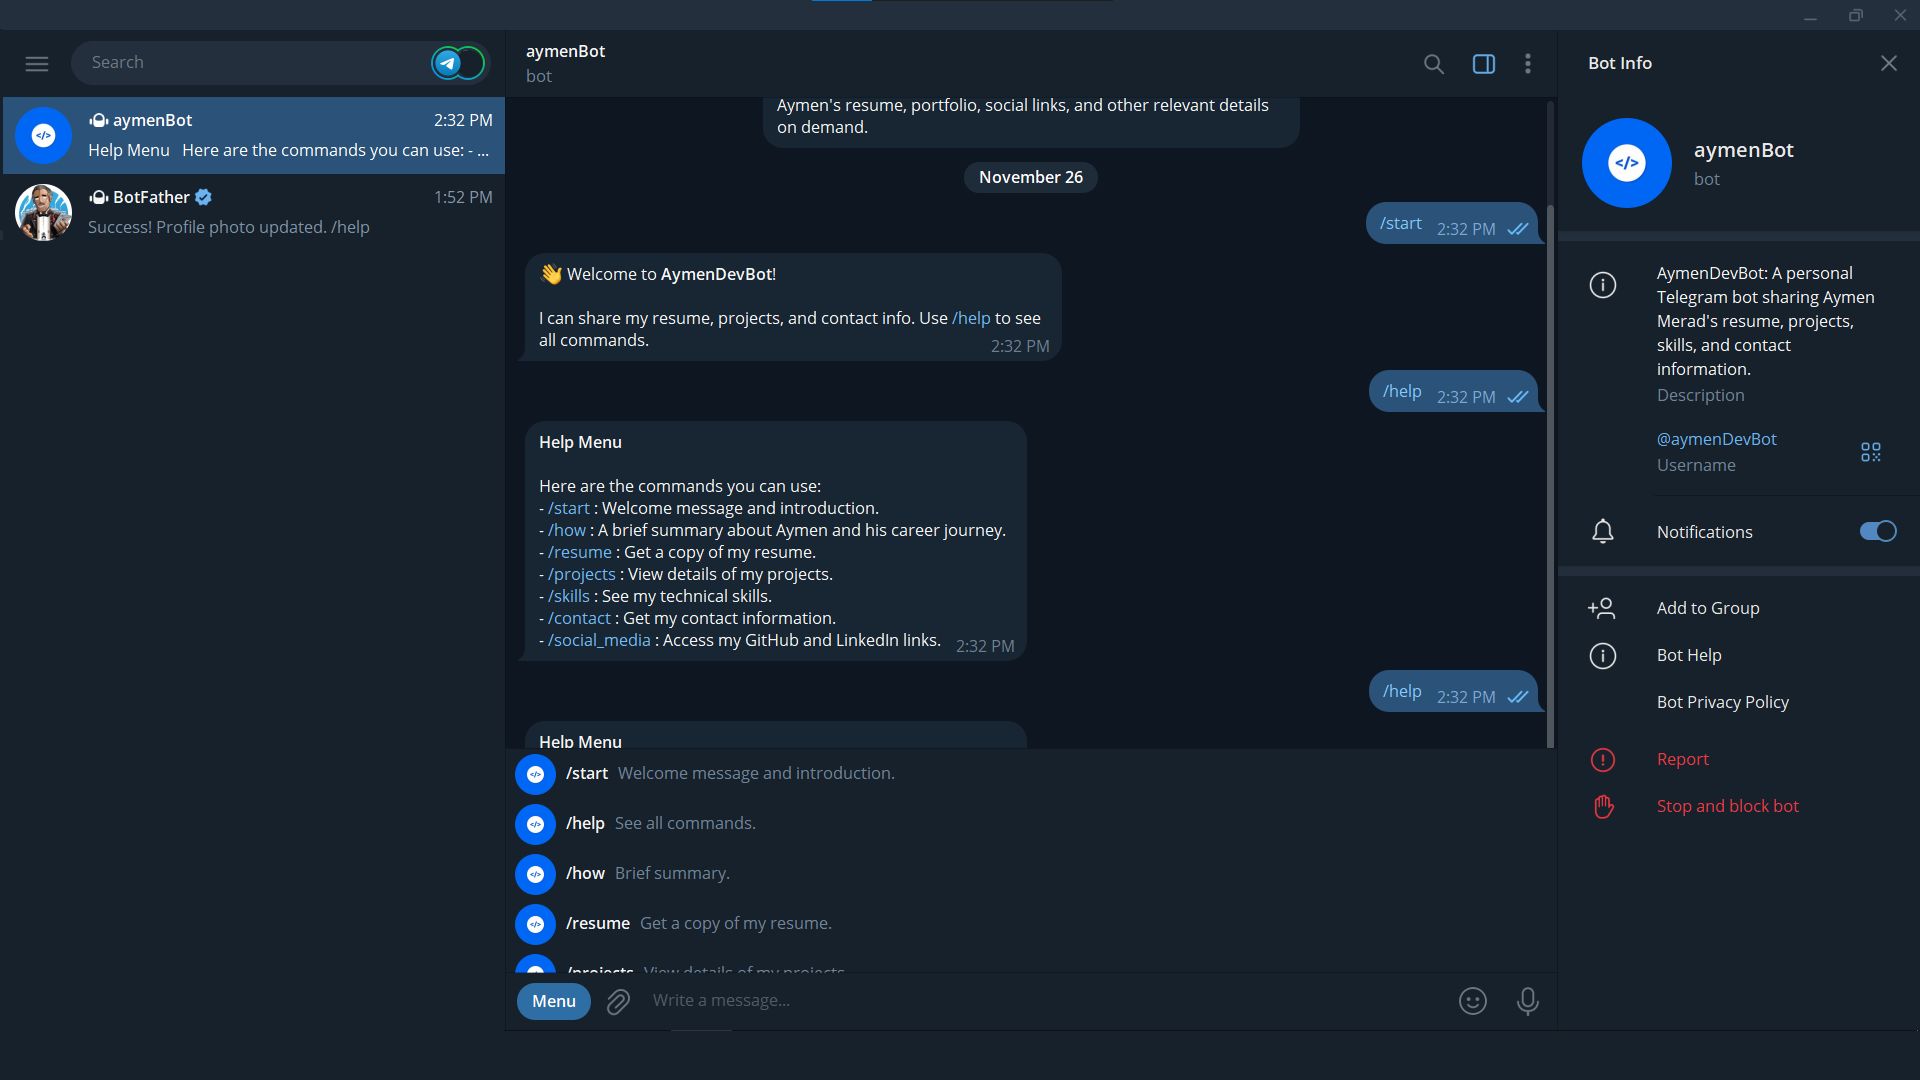 Search
aymenBot
2:32 PM
Help Menu Here are the commands you can use: - ...
BotFather
1:52 PM
Success! Profile photo updated. /help
aymenBot
bot
Aymen's resume, portfolio, social links, and other relevant details
on demand.
November 26
/start 2:32 PM
👋 Welcome to AymenDevBot!
I can share my resume, projects, and contact info. Use /help to see
all commands.
2:32 PM
/help 2:32 PM
Help Menu
Here are the commands you can use:
- /start : Welcome message and introduction.
- /how : A brief summary about Aymen and his career journey.
- /resume : Get a copy of my resume.
- /projects : View details of my projects.
- /skills : See my technical skills.
- /contact : Get my contact information.
- /social_media : Access my GitHub and LinkedIn links. 2:32 PM
/help 2:32 PM
Help Menu
</> /start Welcome message and introduction.
</> /help See all commands.
</> /how Brief summary.
</> /resume Get a copy of my resume.
/projects View details of my projects.
Menu
Write a message...
Bot Info
</>
aymenBot
bot
AymenDevBot: A personal
Telegram bot sharing Aymen
Merad's resume, projects,
skills, and contact
information.
Description
@aymenDevBot
Username
Notifications
Add to Group
Bot Help
Bot Privacy Policy
Report
Stop and block bot